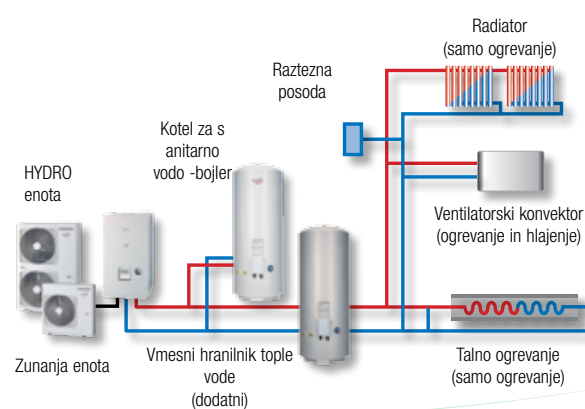 Radiator
(samo ogrevanje)
Raztezna
posoda
Kotel za s
anitarno
vodo -bojler
HYDRO
enota
Ventilatorski konvektor
(ogrevanje in hlajenje)
Zunanja enota
Vmesni hranilnik tople
vode
(dodatni)
Talno ogrevanje
(samo ogrevanje)